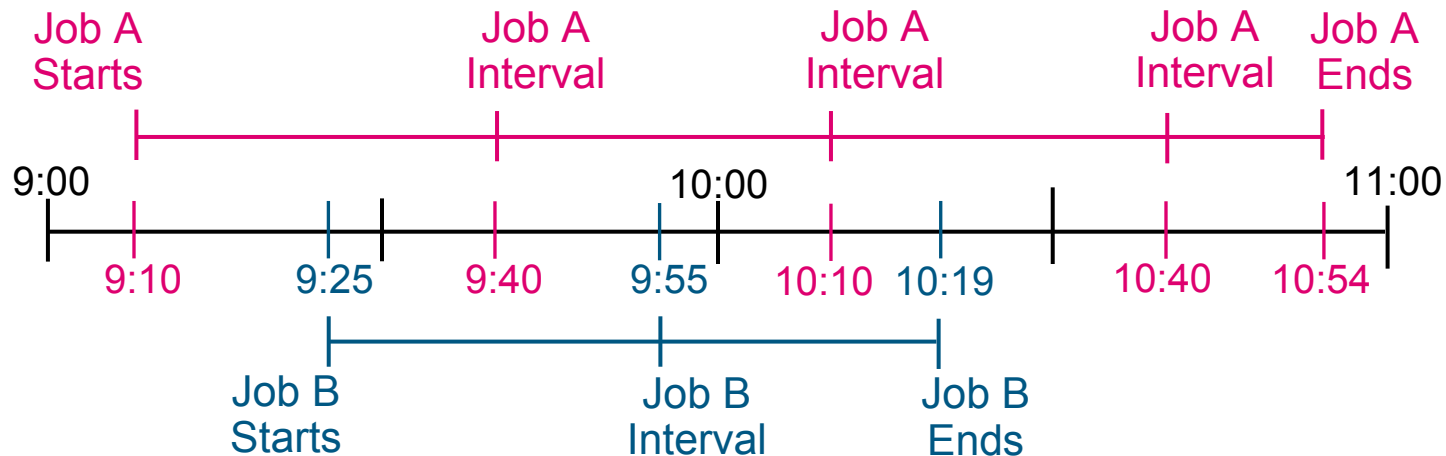 Job A
Starts
Job A
Interval
Job A
Interval
Job A
Interval
Job A
Ends
9:00
10:00
11:00
9:10
9:25
9:40
9:55
10:10
10:19
10:40
10:54
Job B
Starts
Job B
Interval
Job B
Ends